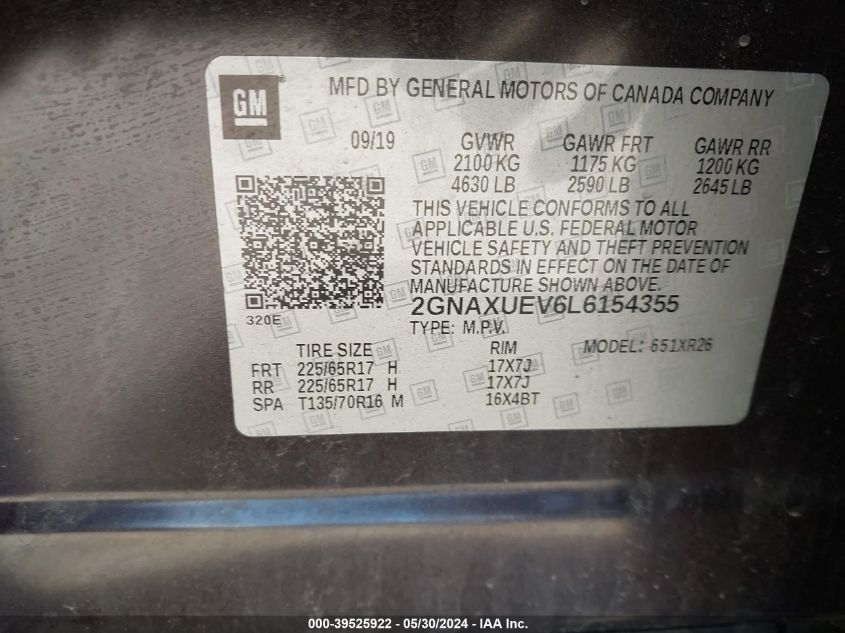 GM
MFD BY GENERAL MOTORS OF CANADA COMPANY
09/19 GVWR GAWR FRT GAWR RR
2100 KG 1175 KG 1200 KG
4630 LB 2590 LB 2645 LB
THIS VEHICLE CONFORMS TO ALL
APPLICABLE U.S. FEDERAL MOTOR
VEHICLE SAFETY AND THEFT PREVENTION
STANDARDS IN EFFECT ON THE DATE OF
MANUFACTURE SHOWN ABOVE.
320E
2GNAXUEV6L6154355
TYPE: M.P.V.
TIRE SIZE RIM MODEL: 651XR26
FRT 225/65R17 H 17X7J
RR 225/65R17 H 17X7J
SPA T135/70R16 M 16X4BT
000-39525922 - 05/30/2024 - IAA Inc.